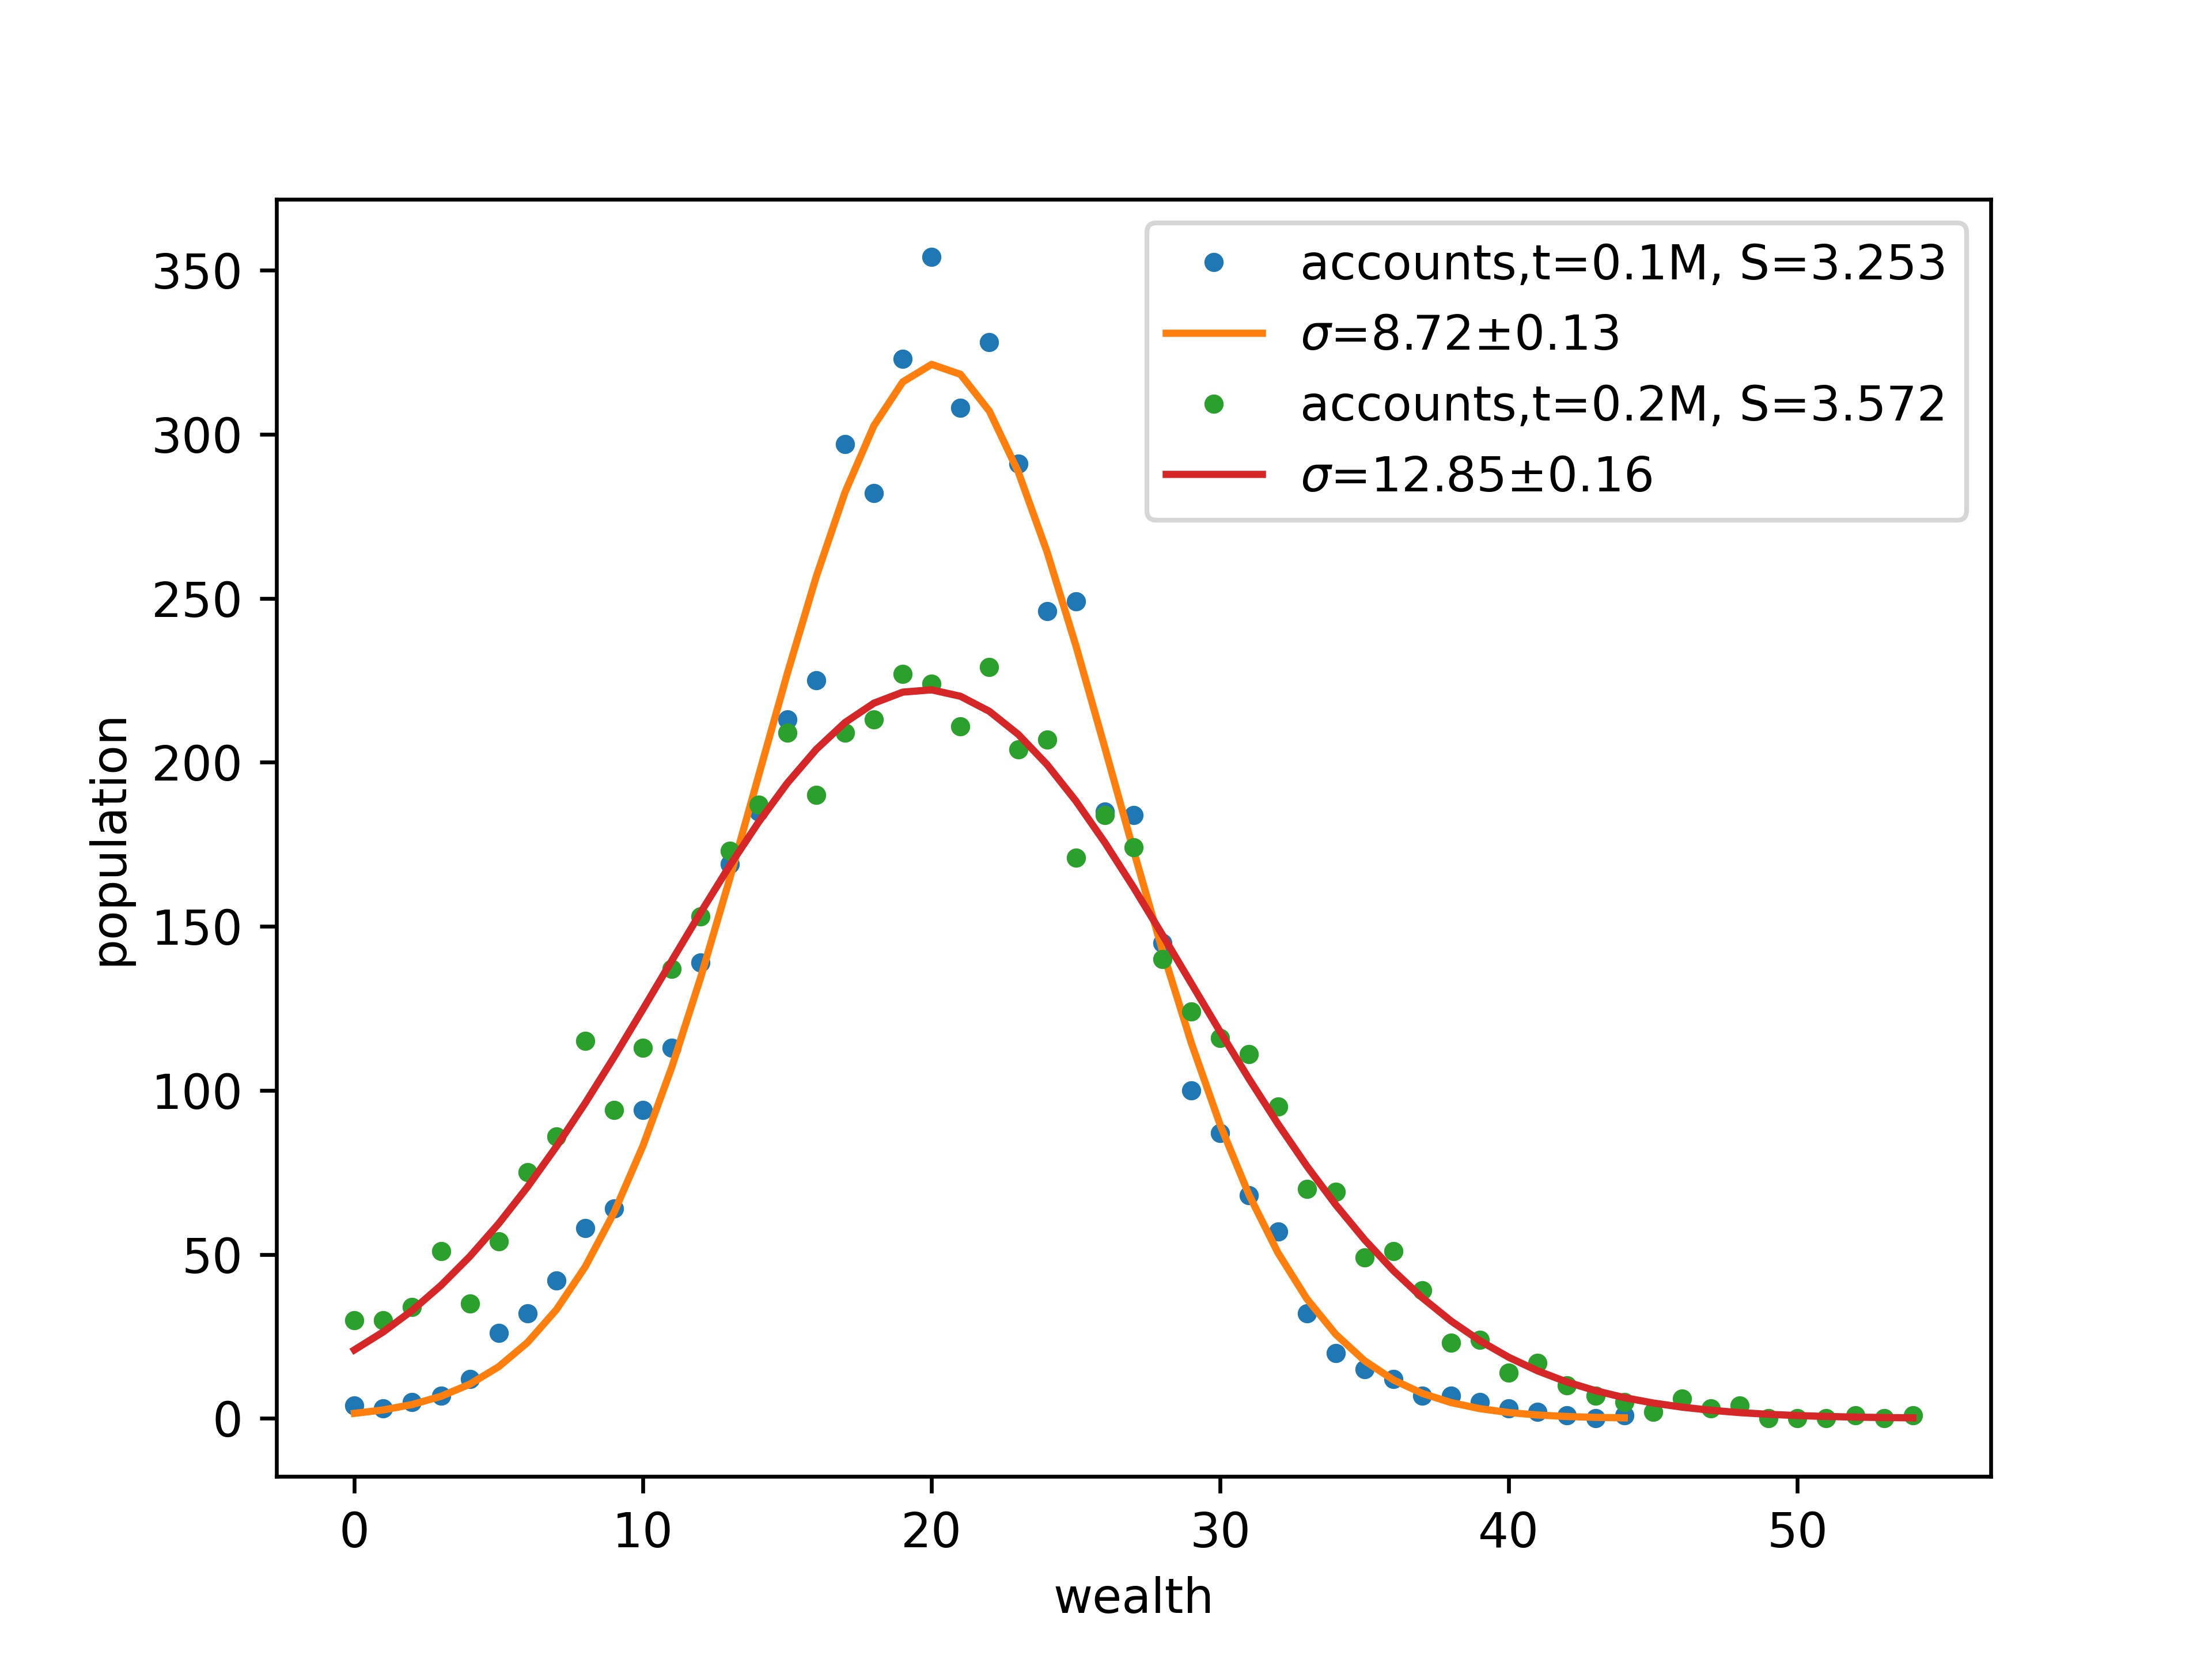 accounts,t=0.1M, S=3.253
σ=8.72±0.13
accounts,t=0.2M, S=3.572
σ=12.85±0.16
350
300
250
200
150
100
50
0
population
0 10 20 30 40 50
wealth